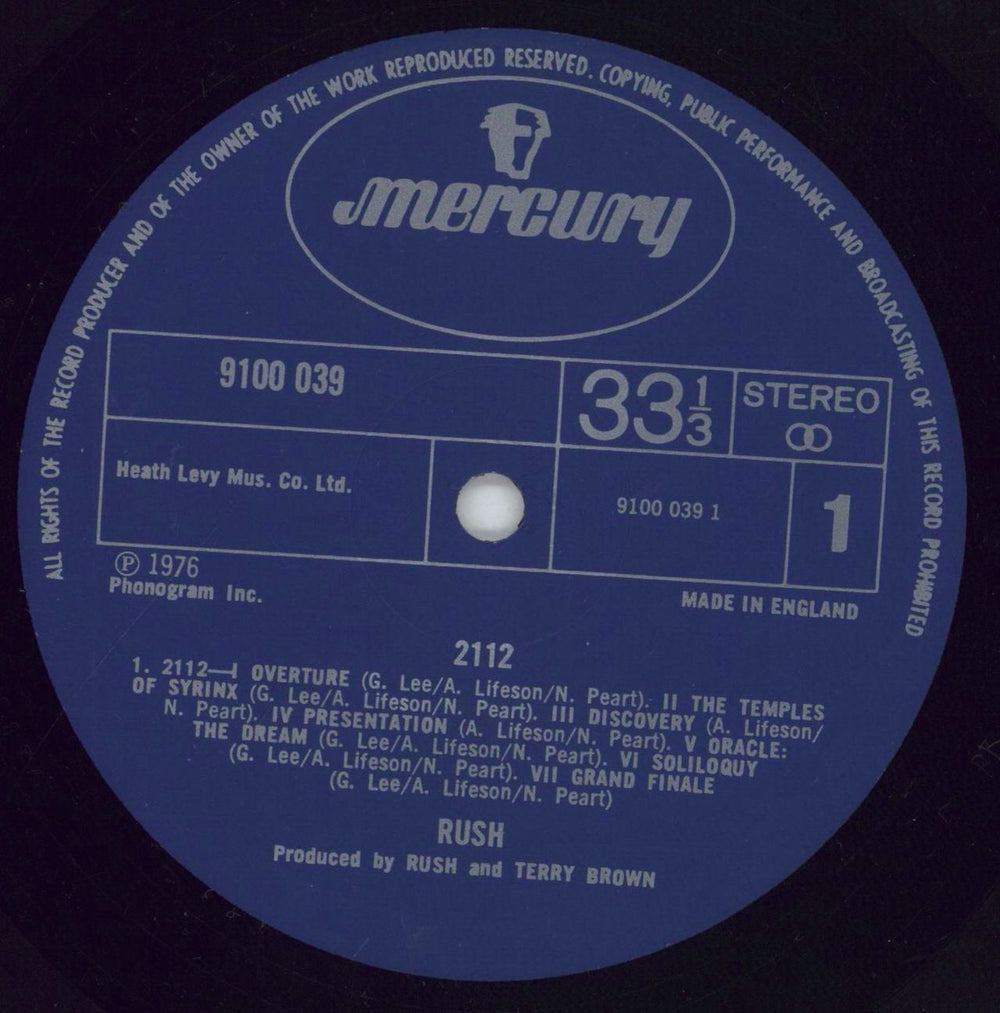 ALL RIGHTS OF THE RECORD PRODUCER AND OF THE OWNER OF THE WORK REPRODUCED RESERVED. COPYING, PUBLIC PERFORMANCE AND BROADCASTING OF THIS RECORD PROHIBITED
mercury
9100 039
33⅓
STEREO
Heath Levy Mus. Co. Ltd.
9100 039 1
1
Ⓟ 1976
Phonogram Inc.
MADE IN ENGLAND
2112
1. 2112—I OVERTURE (G. Lee/A. Lifeson/N. Peart). II THE TEMPLES
OF SYRINX (G. Lee/A. Lifeson/N. Peart). III DISCOVERY (A. Lifeson/
N. Peart). IV PRESENTATION (A. Lifeson/N. Peart). V ORACLE:
THE DREAM (G. Lee/A. Lifeson/N. Peart). VI SOLILOQUY
(G. Lee/A. Lifeson/N. Peart). VII GRAND FINALE
(G. Lee/A. Lifeson/N. Peart)
RUSH
Produced by RUSH and TERRY BROWN